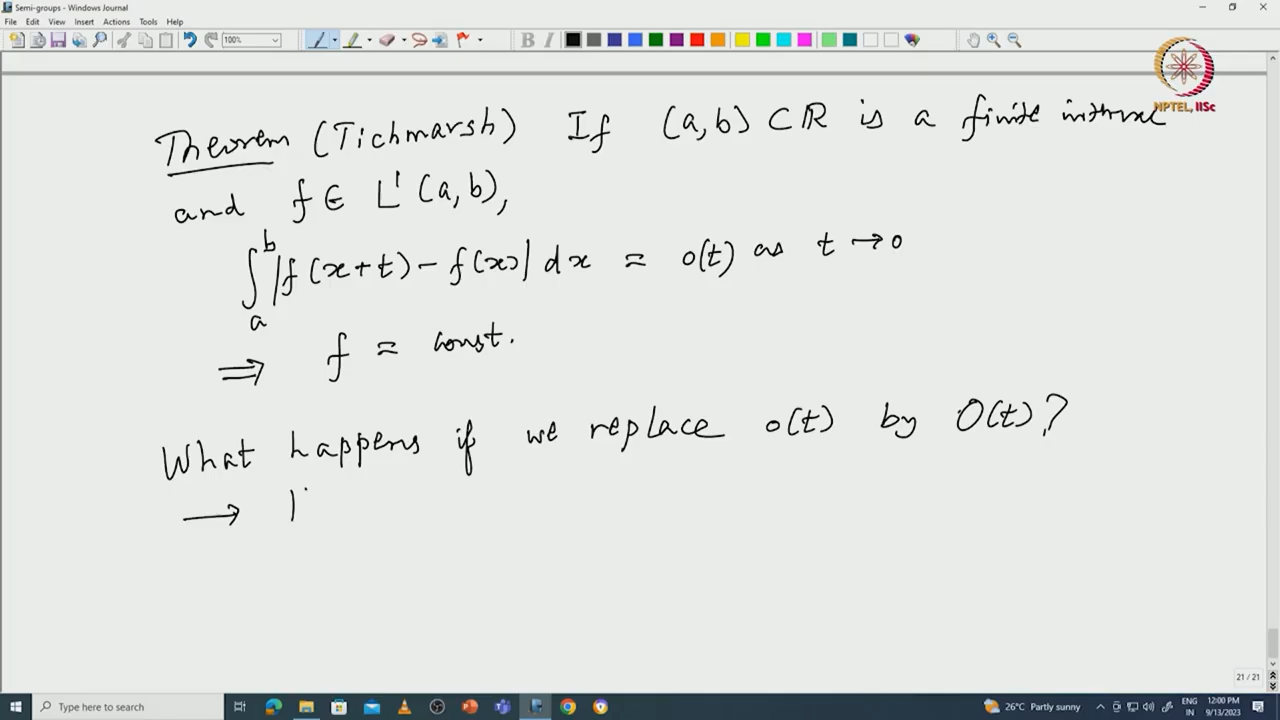 Semi-groups - Windows Journal
File Edit View Insert Actions Tools Help
100%
B I
NPTEL, IISc
Theorem (Tichmarsh) If (a,b) ⊂ ℝ is a finite interval
and f ∈ L¹(a,b),
∫ₐᵇ |f(x+t) - f(x)| dx = o(t) as t → 0
⟹ f = const.
What happens if we replace o(t) by O(t)?
→
21 / 21
Type here to search
26°C Partly sunny
ENG
IN
12:00 PM
9/13/2023